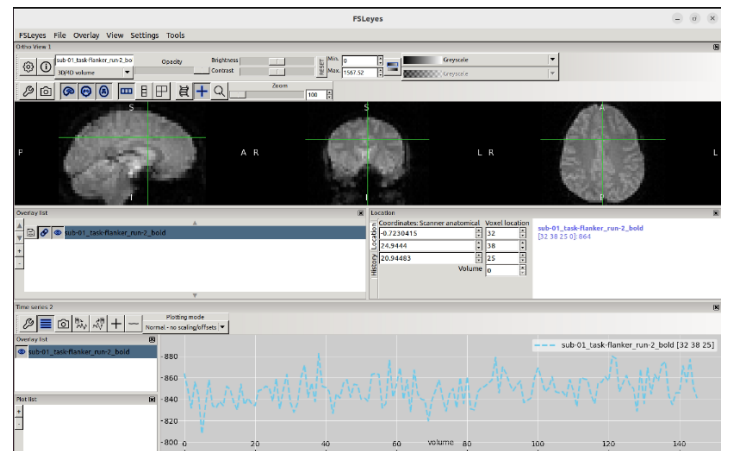 FSLeyes
FSLeyes File Overlay View Settings Tools
Ortho View 1
sub-01_task-flanker_run-2_bo
3D/4D volume
Opacity
Brightness
Contrast
RESET
Min. 0
Max. 1567.52
Greyscale
Greyscale
Zoom
100
S S A
P A R L R L
I I P
Overlay list
sub-01_task-flanker_run-2_bold
Location
Location
History
Coordinates: Scanner anatomical Voxel location
-0.7230415 32
24.9444 38
20.94483 25
Volume 0
sub-01_task-flanker_run-2_bold
[32 38 25 0]: 864
Time series 2
Plotting mode
Normal - no scaling/offsets
Overlay list
sub-01_task-flanker_run-2_bold
Plot list
sub-01_task-flanker_run-2_bold [32 38 25]
880
860
840
820
800
0 20 40 60 80 100 120 140
volume